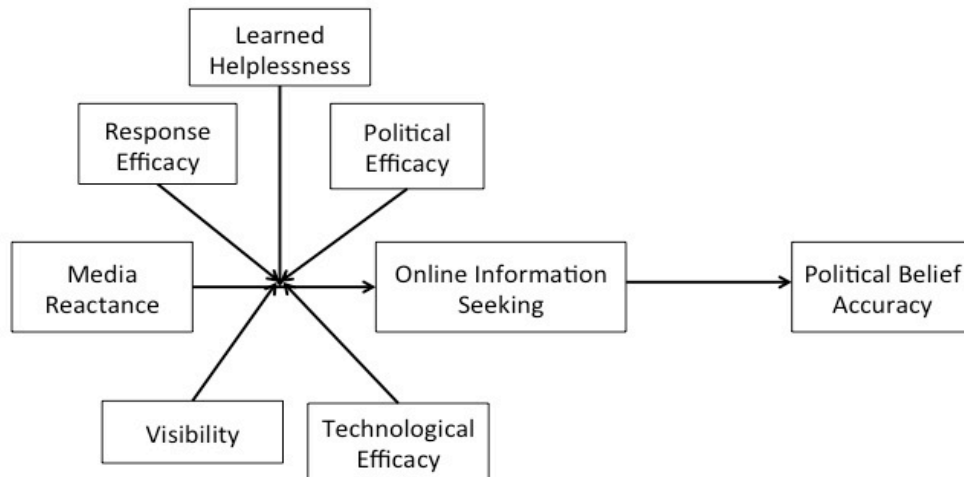 Learned
Helplessness
Response
Efficacy
Political
Efficacy
Media
Reactance
Online Information
Seeking
Political Belief
Accuracy
Visibility
Technological
Efficacy